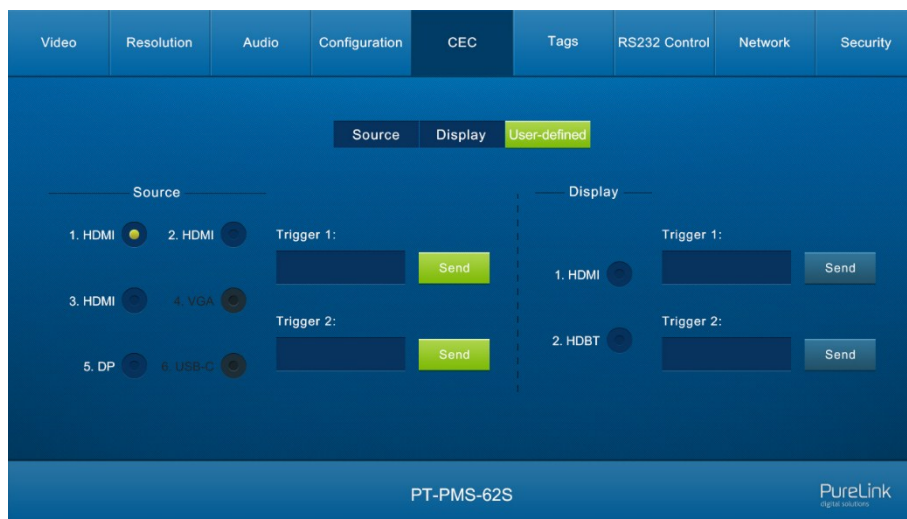 Video Resolution Audio Configuration CEC Tags RS232 Control Network Security
Source Display User-defined
Source
1. HDMI 2. HDMI
3. HDMI 4. VGA
5. DP 6. USB-C
Trigger 1:
Send
Trigger 2:
Send
Display
1. HDMI
2. HDBT
Trigger 1:
Send
Trigger 2:
Send
PT-PMS-62S
PureLink
digital solutions